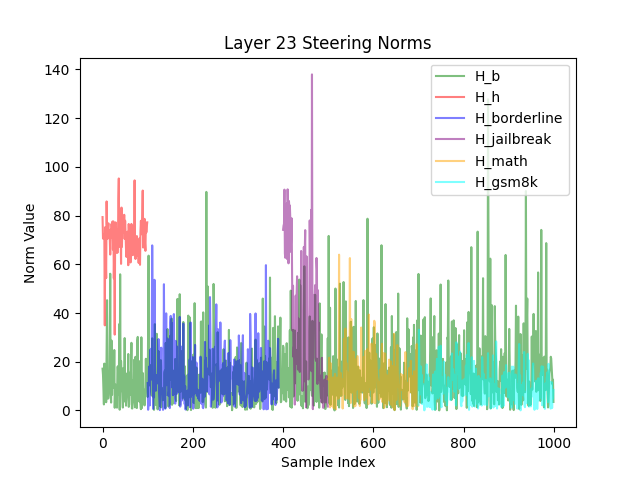 Layer 23 Steering Norms
H_b
H_h
H_borderline
H_jailbreak
H_math
H_gsm8k
140
120
100
80
60
40
20
0
Norm Value
0 200 400 600 800 1000
Sample Index